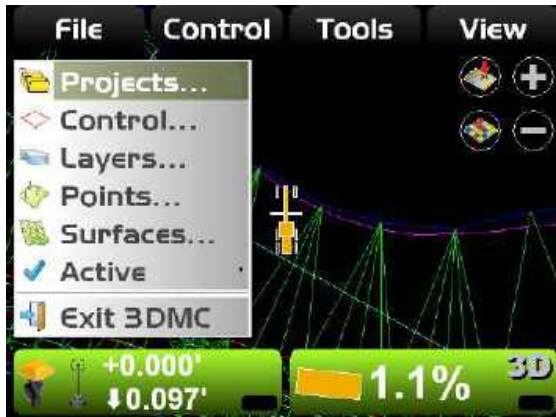 File Control Tools View
Projects...
Control...
Layers...
Points...
Surfaces...
Active
Exit 3DMC
+0.000'
⬇0.097'
1.1%
3D